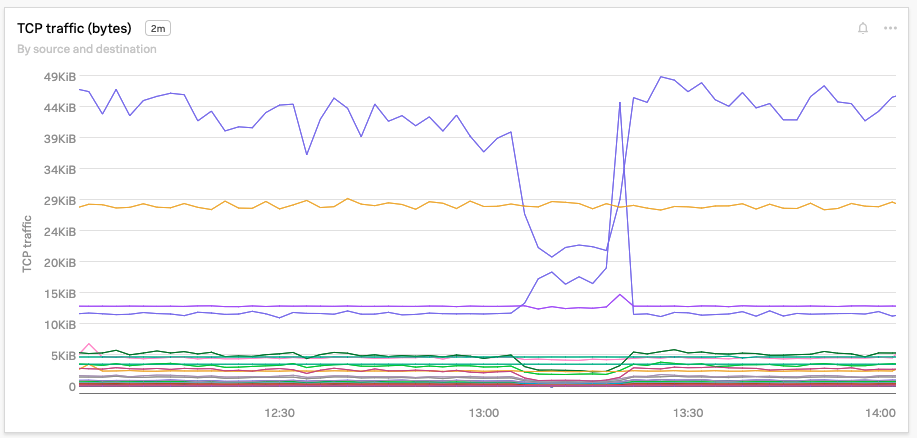 TCP traffic (bytes) 2m
By source and destination
49KiB
44KiB
39KiB
34KiB
29KiB
24KiB
20KiB
15KiB
10KiB
5KiB
0
TCP traffic
12:30 13:00 13:30 14:00